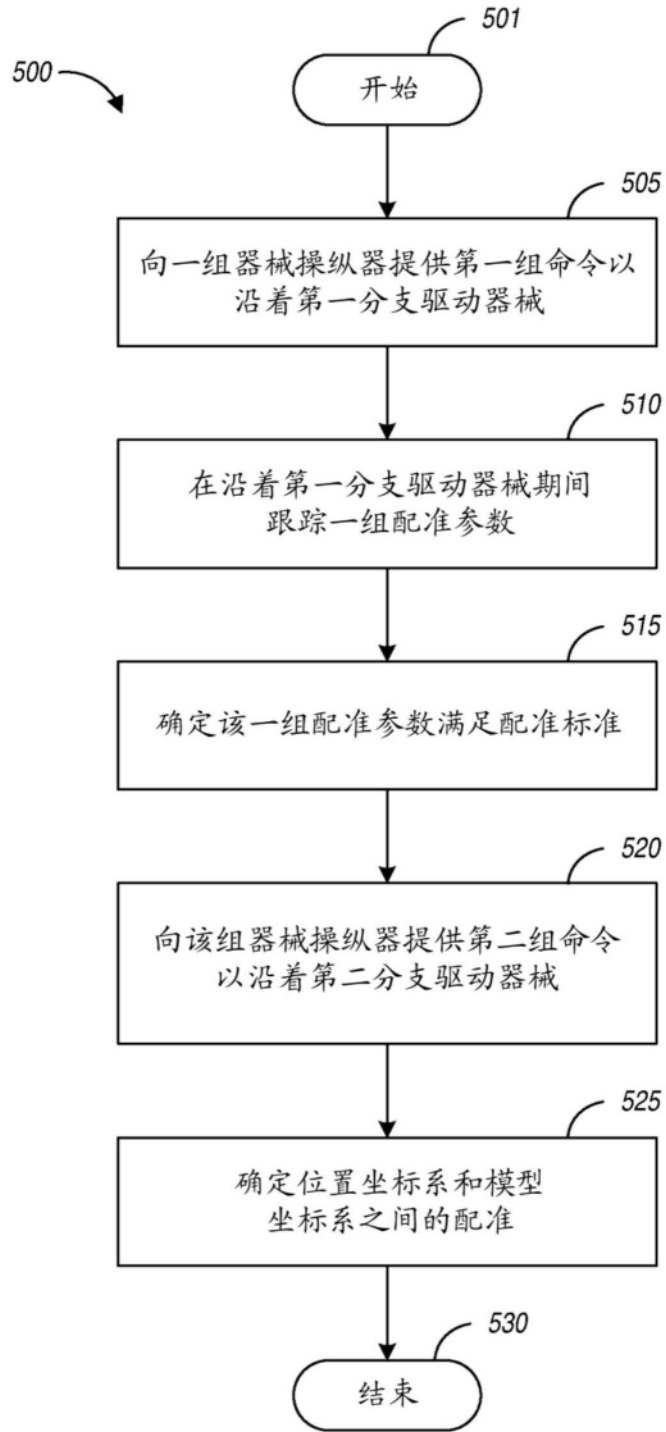 501
500
开始
505
向一组器械操纵器提供第一组命令以
沿着第一分支驱动器械
510
在沿着第一分支驱动器械期间
跟踪一组配准参数
515
确定该一组配准参数满足配准标准
520
向该组器械操纵器提供第二组命令
以沿着第二分支驱动器械
525
确定位置坐标系和模型
坐标系之间的配准
530
结束